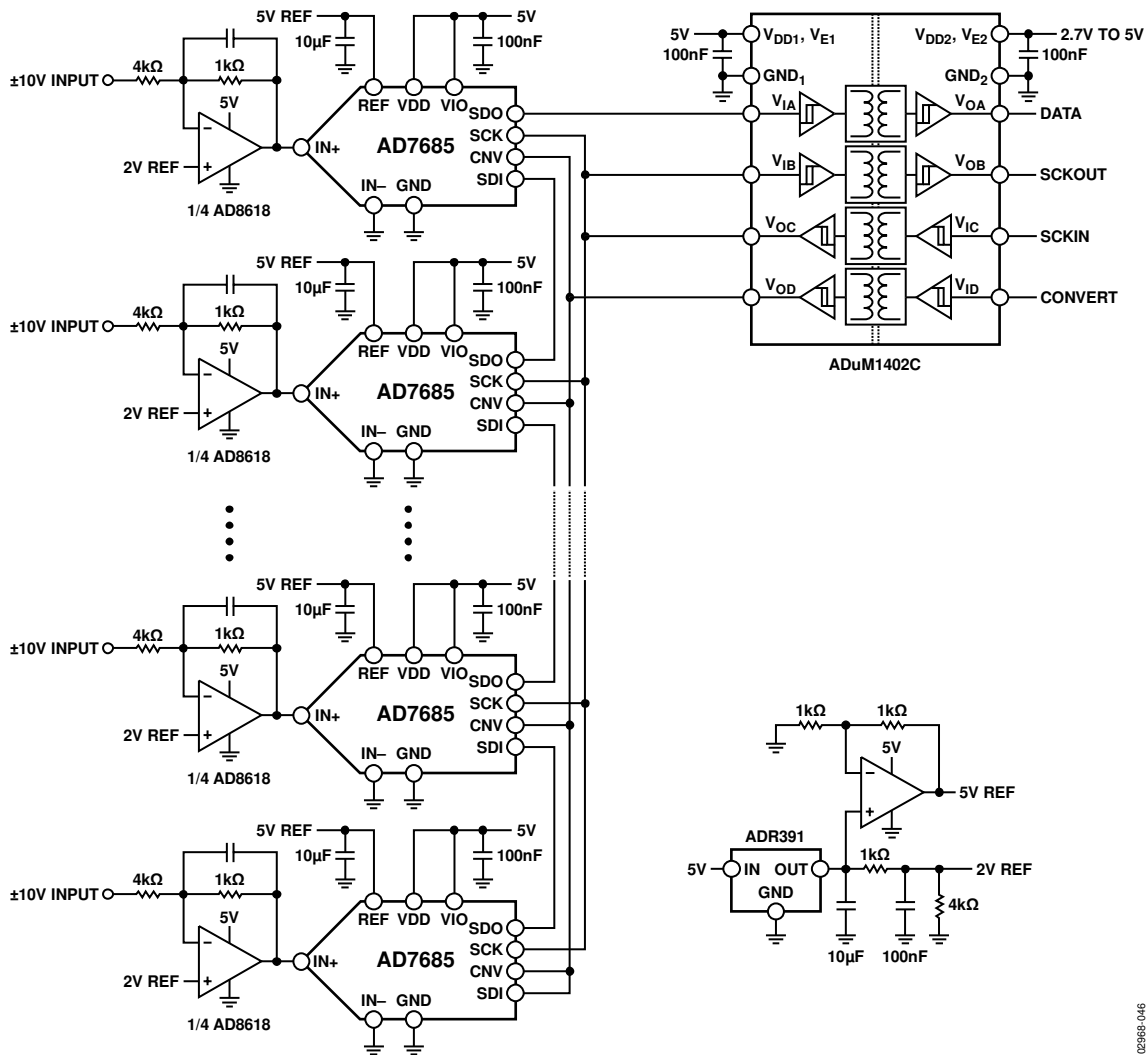 5V REF
10µF
5V
100nF
±10V INPUT
4kΩ
1kΩ
5V
2V REF
1/4 AD8618
IN+
REF VDD VIO
AD7685
SDO
SCK
CNV
SDI
IN– GND
5V REF
10µF
5V
100nF
±10V INPUT
4kΩ
1kΩ
5V
2V REF
1/4 AD8618
IN+
REF VDD VIO
AD7685
SDO
SCK
CNV
SDI
IN– GND
5V REF
10µF
5V
100nF
±10V INPUT
4kΩ
1kΩ
5V
2V REF
1/4 AD8618
IN+
REF VDD VIO
AD7685
SDO
SCK
CNV
SDI
IN– GND
5V REF
10µF
5V
100nF
±10V INPUT
4kΩ
1kΩ
5V
2V REF
1/4 AD8618
IN+
REF VDD VIO
AD7685
SDO
SCK
CNV
SDI
IN– GND
5V
100nF
VDD1, VE1
VDD2, VE2
2.7V TO 5V
100nF
GND1
GND2
VIA
VOA
DATA
VIB
VOB
SCKOUT
VOC
VIC
SCKIN
VOD
VID
CONVERT
ADuM1402C
1kΩ
1kΩ
5V
5V REF
ADR391
5V
IN OUT
GND
1kΩ
2V REF
4kΩ
10µF
100nF
02968-046